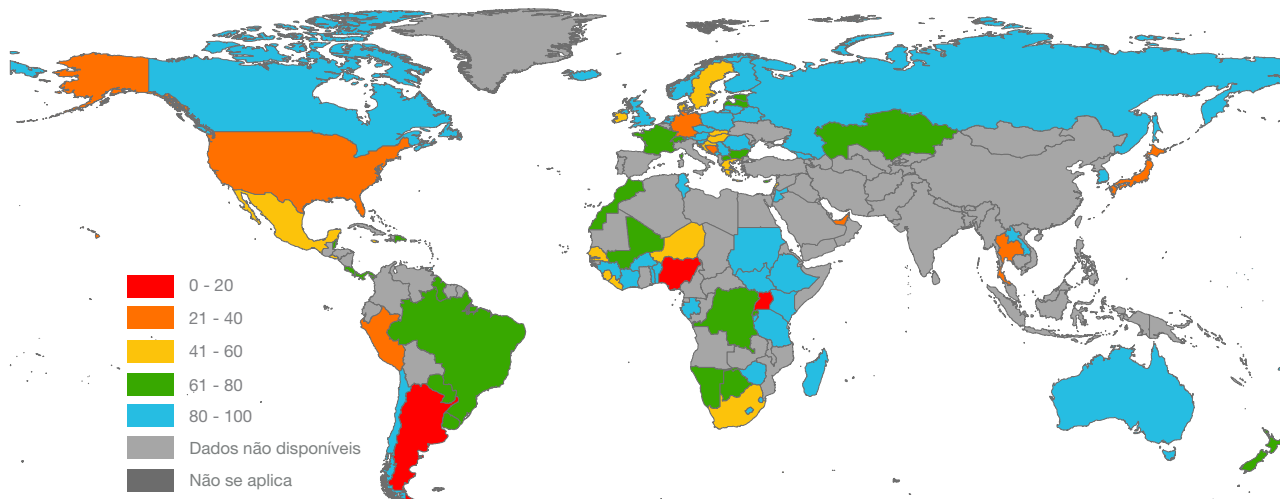 0 - 20
21 - 40
41 - 60
61 - 80
80 - 100
Dados não disponíveis
Não se aplica